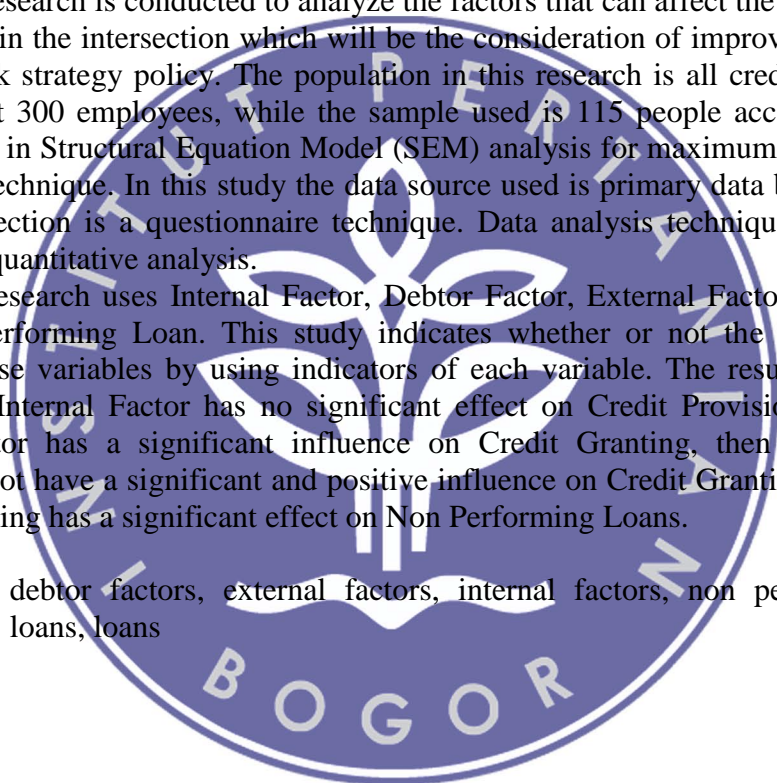 esearch is conducted to analyze the factors that can affect the
in the intersection which will be the consideration of improv
k strategy policy. The population in this research is all cred
t 300 employees, while the sample used is 115 people acc
in Structural Equation Model (SEM) analysis for maximum
echnique. In this study the data source used is primary data b
ection is a questionnaire technique. Data analysis techniqu
quantitative analysis.
esearch uses Internal Factor, Debtor Factor, External Facto
erforming Loan. This study indicates whether or not the
se variables by using indicators of each variable. The resu
Internal Factor has no significant effect on Credit Provisio
tor has a significant influence on Credit Granting, then
ot have a significant and positive influence on Credit Granti
ing has a significant effect on Non Performing Loans.
debtor factors, external factors, internal factors, non pe
loans, loans
INSTITUT PERTANIAN
BOGOR